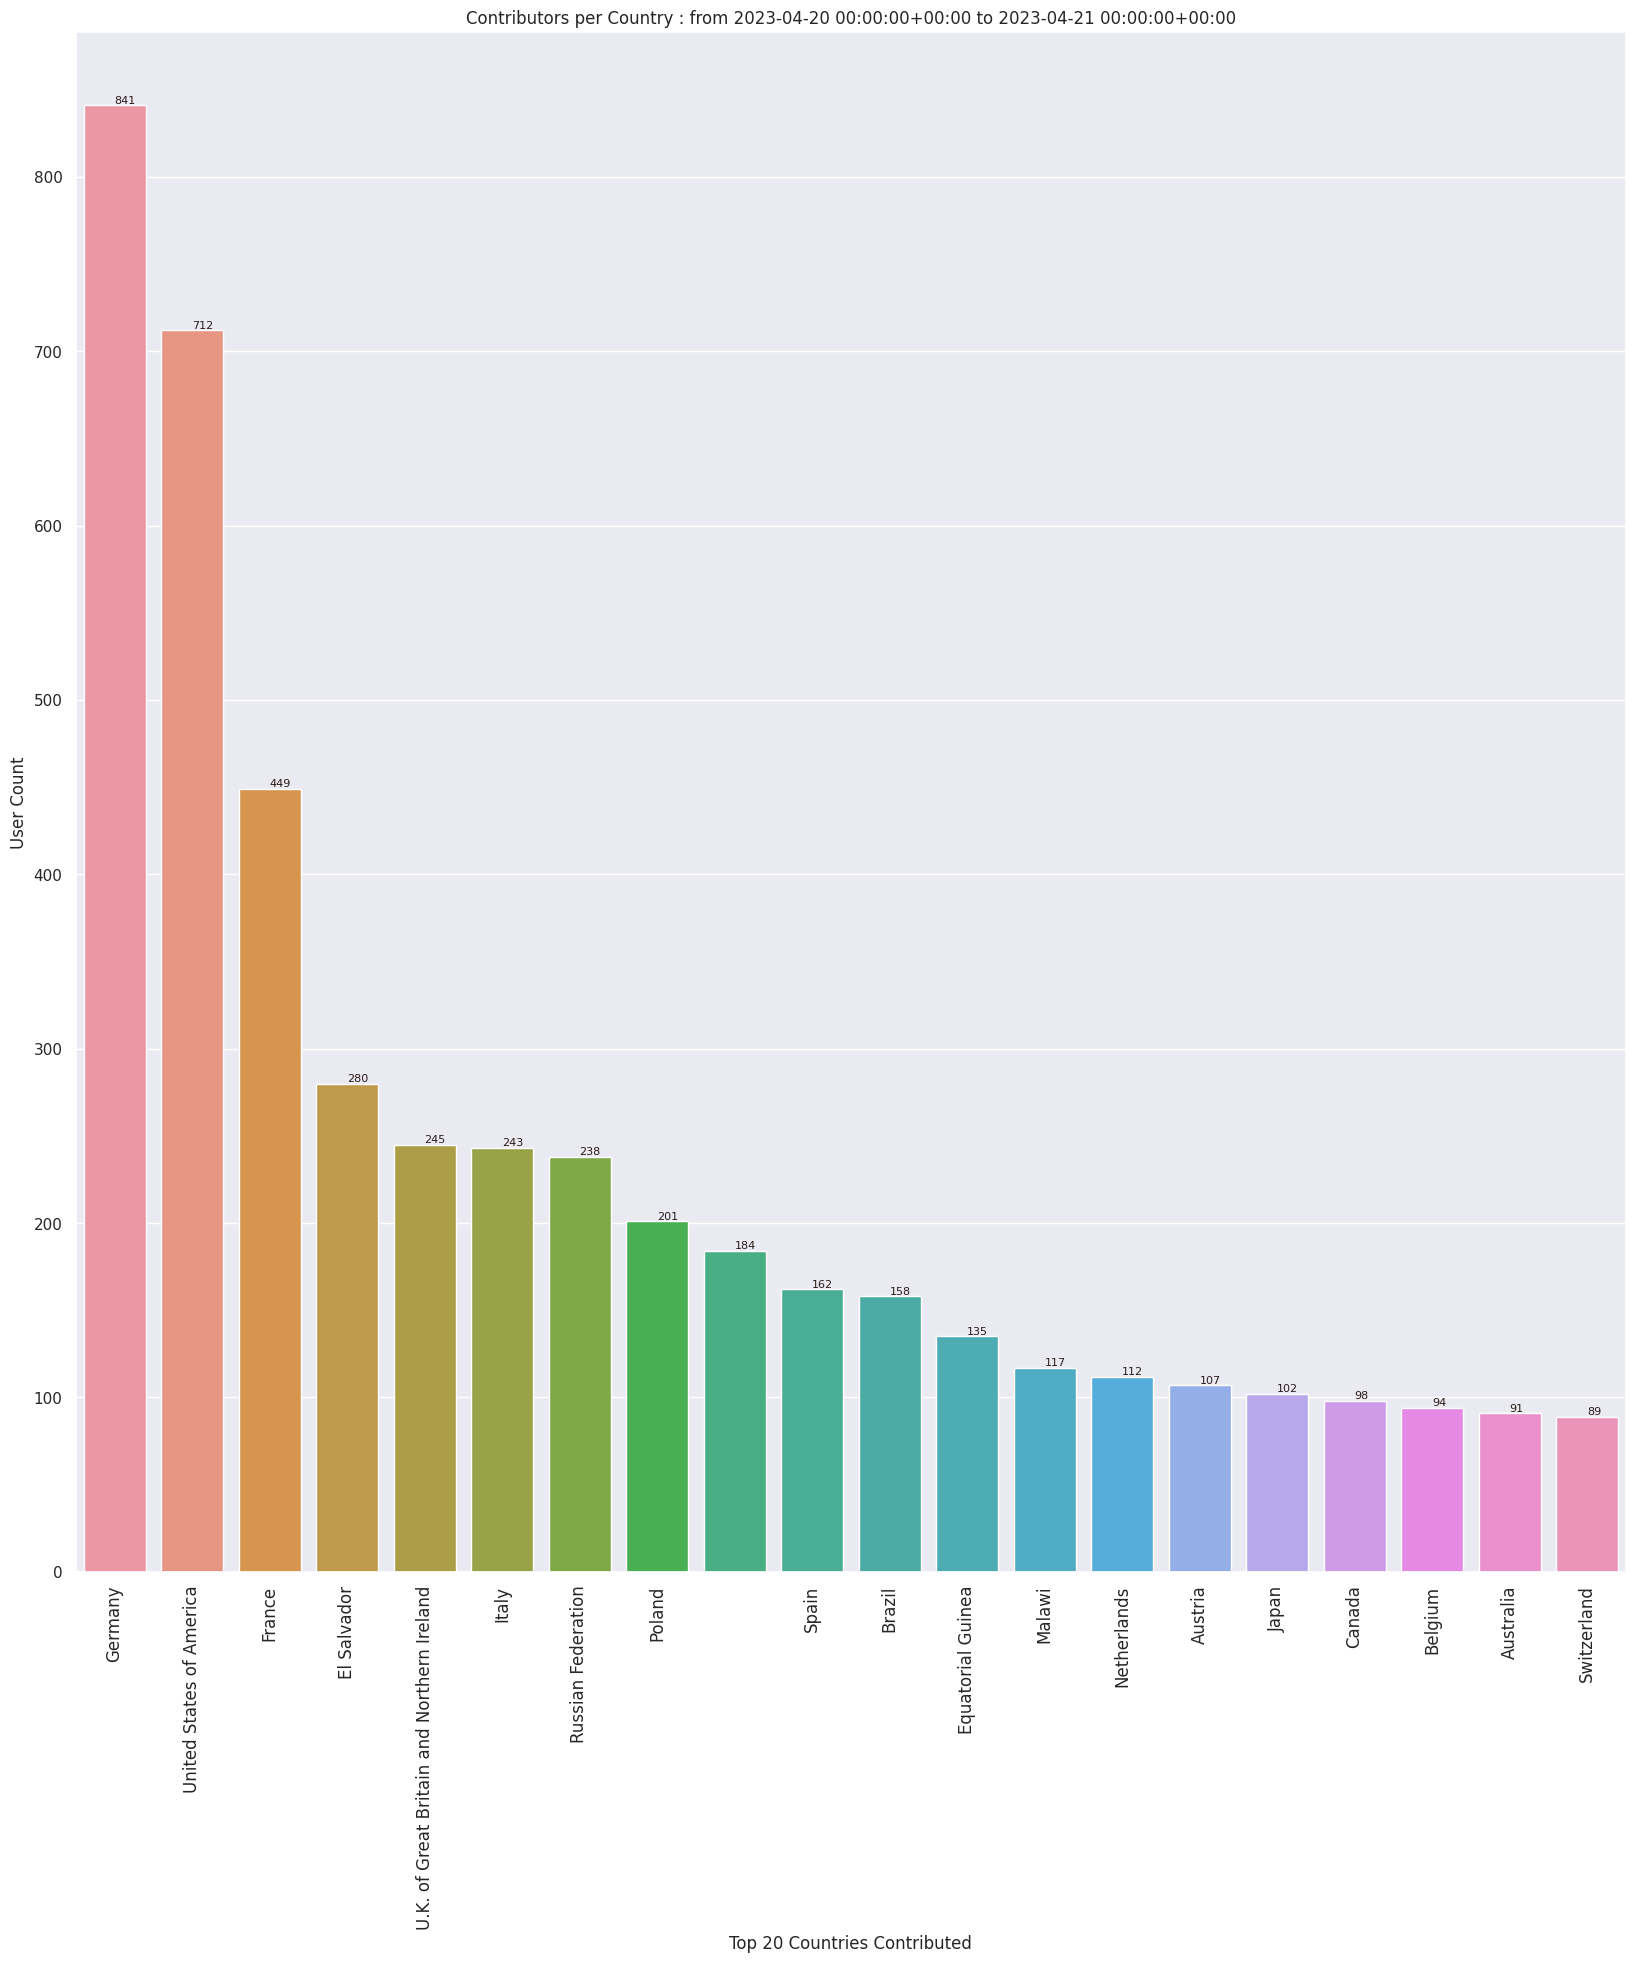 Contributors per Country : from 2023-04-20 00:00:00+00:00 to 2023-04-21 00:00:00+00:00
User Count
800
700
600
500
400
300
200
100
0
841
712
449
280
245
243
238
201
184
162
158
135
117
112
107
102
98
94
91
89
Germany
United States of America
France
El Salvador
U.K. of Great Britain and Northern Ireland
Italy
Russian Federation
Poland
Spain
Brazil
Equatorial Guinea
Malawi
Netherlands
Austria
Japan
Canada
Belgium
Australia
Switzerland
Top 20 Countries Contributed